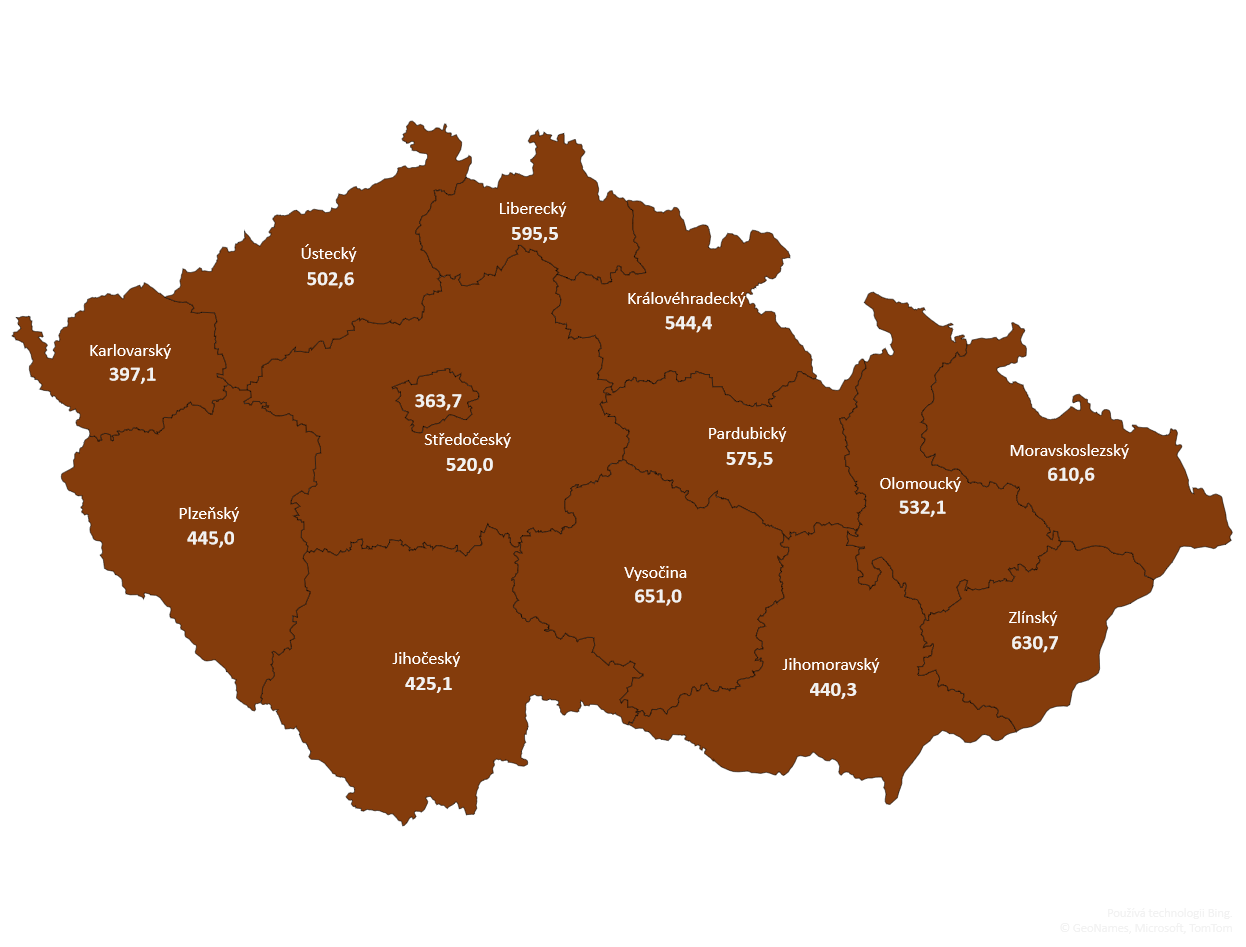 Liberecký
595,5
Ústecký
502,6
Královéhradecký
544,4
Karlovarský
397,1
363,7
Středočeský
520,0
Pardubický
575,5
Moravskoslezský
610,6
Olomoucký
532,1
Plzeňský
445,0
Vysočina
651,0
Zlínský
630,7
Jihočeský
425,1
Jihomoravský
440,3
Používá technologii Bing.
© GeoNames, Microsoft, TomTom